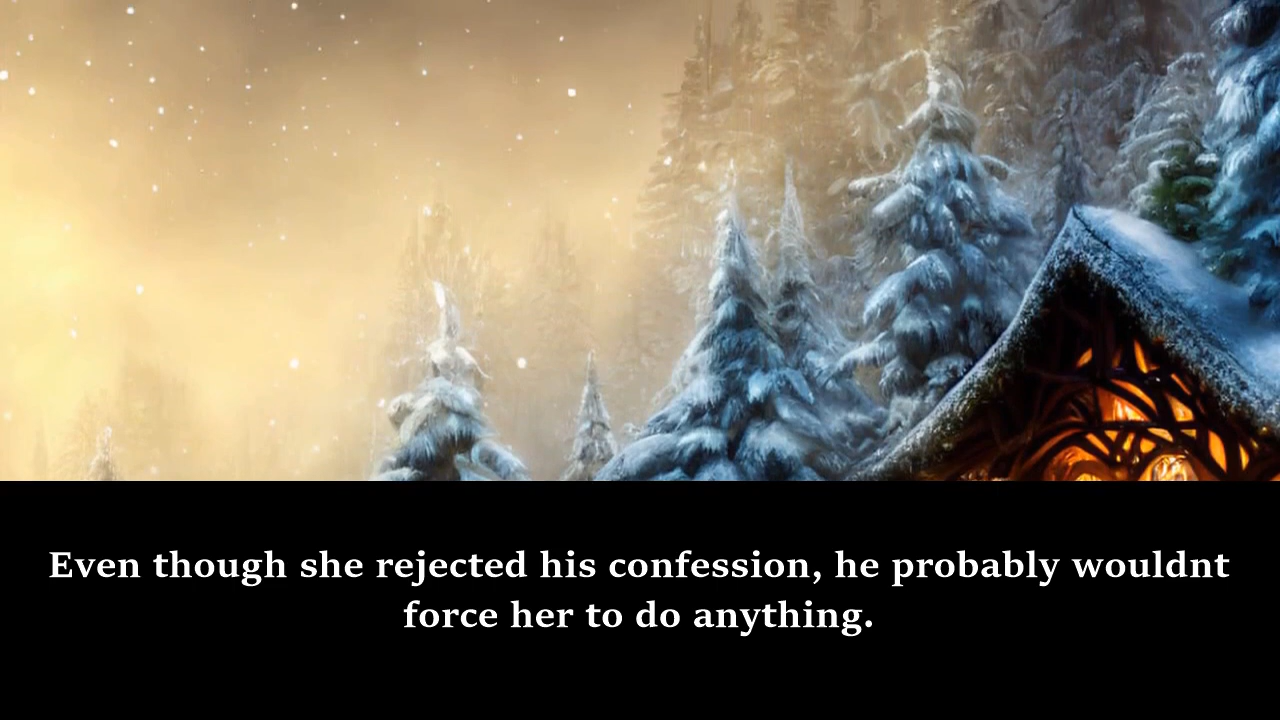 Even though she rejected his confession, he probably wouldnt
force her to do anything.